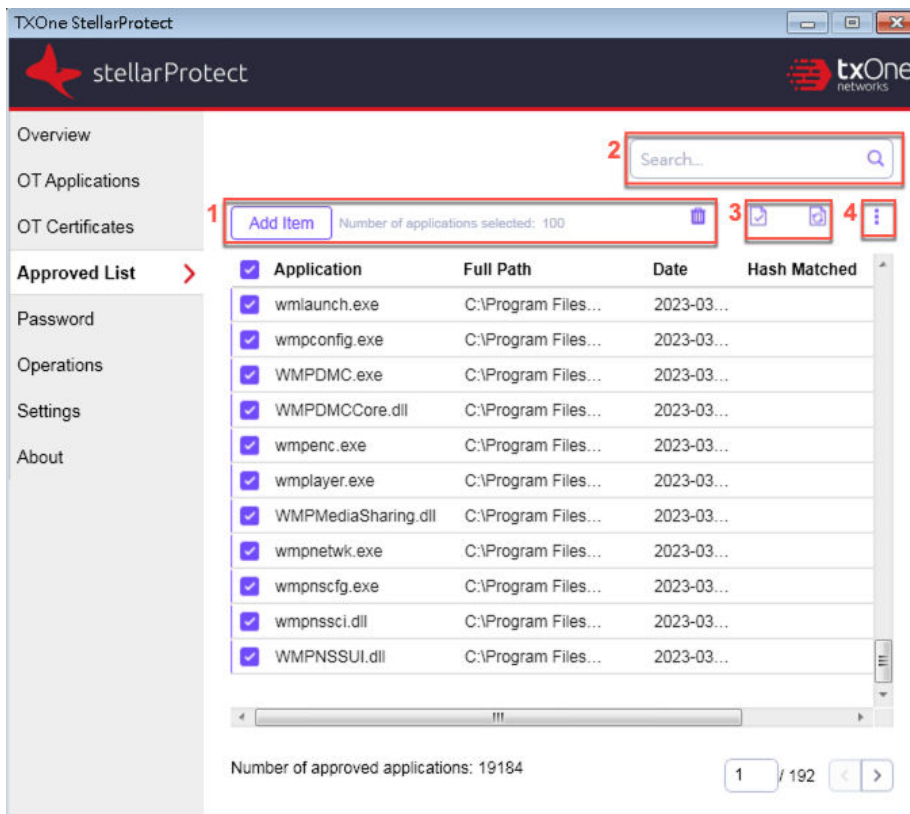 TXOne StellarProtect
stellarProtect
txOne
networks
Overview
OT Applications
OT Certificates
Approved List
Password
Operations
Settings
About
2
Search...
1
Add Item
Number of applications selected: 100
3
4
Application Full Path Date Hash Matched
wmlaunch.exe C:\Program Files... 2023-03...
wmpconfig.exe C:\Program Files... 2023-03...
WMPDMC.exe C:\Program Files... 2023-03...
WMPDMCCore.dll C:\Program Files... 2023-03...
wmpenc.exe C:\Program Files... 2023-03...
wmplayer.exe C:\Program Files... 2023-03...
WMPMediaSharing.dll C:\Program Files... 2023-03...
wmpnetwk.exe C:\Program Files... 2023-03...
wmpnscfg.exe C:\Program Files... 2023-03...
wmpnssci.dll C:\Program Files... 2023-03...
WMPNSSUI.dll C:\Program Files... 2023-03...
Number of approved applications: 19184
1 / 192